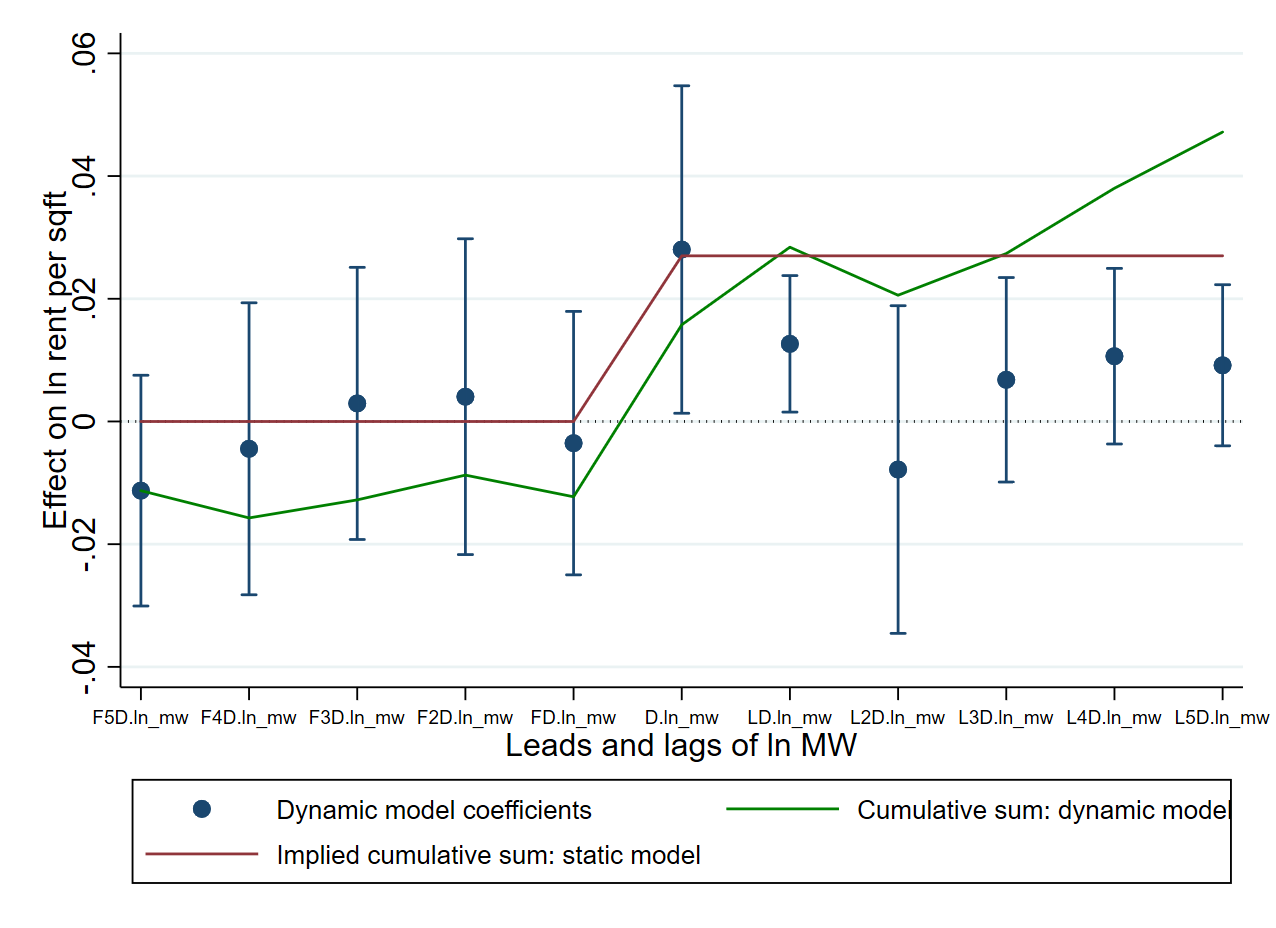 Effect on ln rent per sqft
.06
.04
.02
0
-.02
-.04
F5D.ln_mw F4D.ln_mw F3D.ln_mw F2D.ln_mw FD.ln_mw D.ln_mw LD.ln_mw L2D.ln_mw L3D.ln_mw L4D.ln_mw L5D.ln_mw
Leads and lags of ln MW
Dynamic model coefficients Cumulative sum: dynamic model
Implied cumulative sum: static model